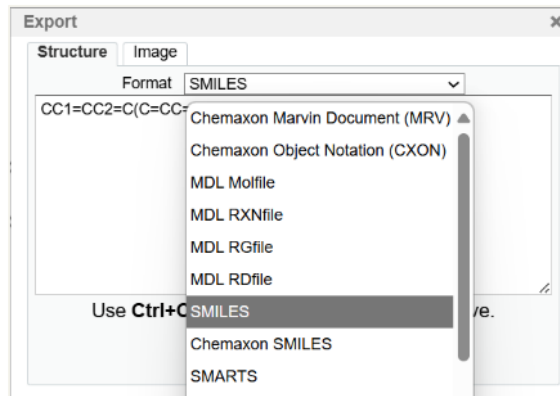 Export ×
Structure Image
Format SMILES
CC1=CC2=C(C=CC=
Chemaxon Marvin Document (MRV)
Chemaxon Object Notation (CXON)
MDL Molfile
MDL RXNfile
MDL RGfile
MDL RDfile
Use Ctrl+C SMILES ve.
Chemaxon SMILES
SMARTS